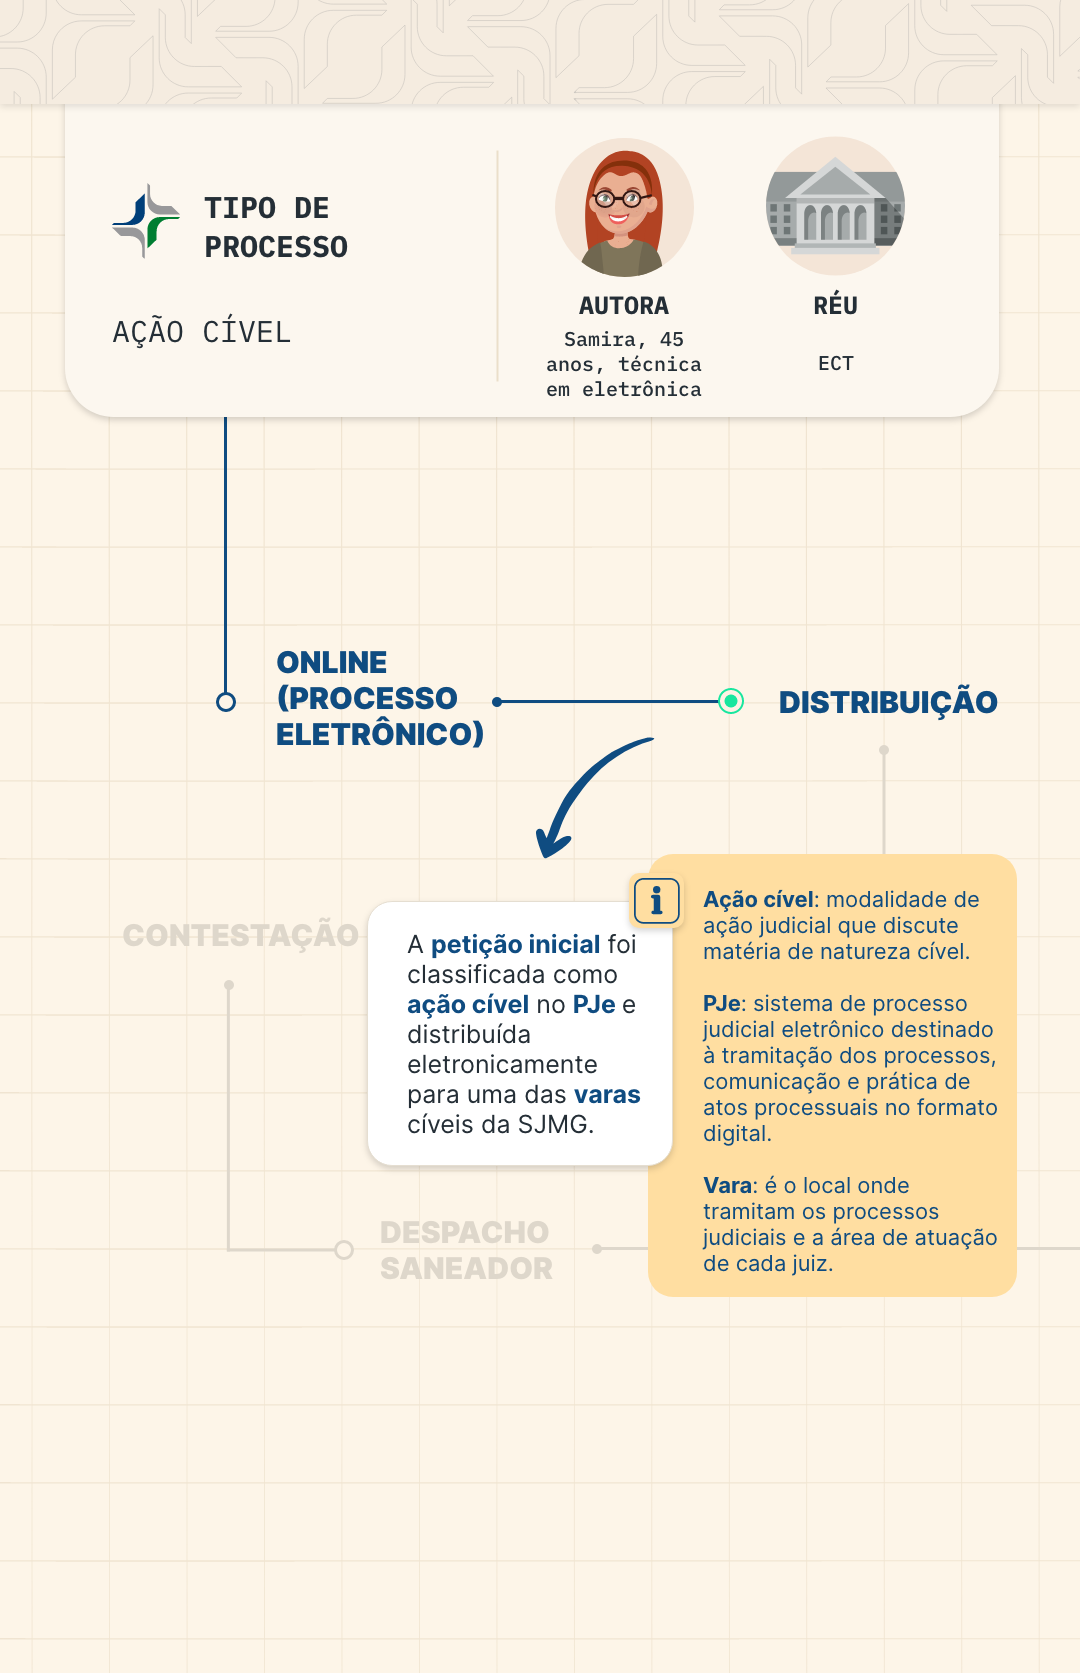 TIPO DE
PROCESSO
AÇÃO CÍVEL
AUTORA
Samira, 45
anos, técnica
em eletrônica
RÉU
ECT
ONLINE
(PROCESSO
ELETRÔNICO)
DISTRIBUIÇÃO
CONTESTAÇÃO
A petição inicial foi
classificada como
ação cível no PJe e
distribuída
eletronicamente
para uma das varas
cíveis da SJMG.
i
Ação cível: modalidade de
ação judicial que discute
matéria de natureza cível.
PJe: sistema de processo
judicial eletrônico destinado
à tramitação dos processos,
comunicação e prática de
atos processuais no formato
digital.
Vara: é o local onde
tramitam os processos
judiciais e a área de atuação
de cada juiz.
DESPACHO
SANEADOR